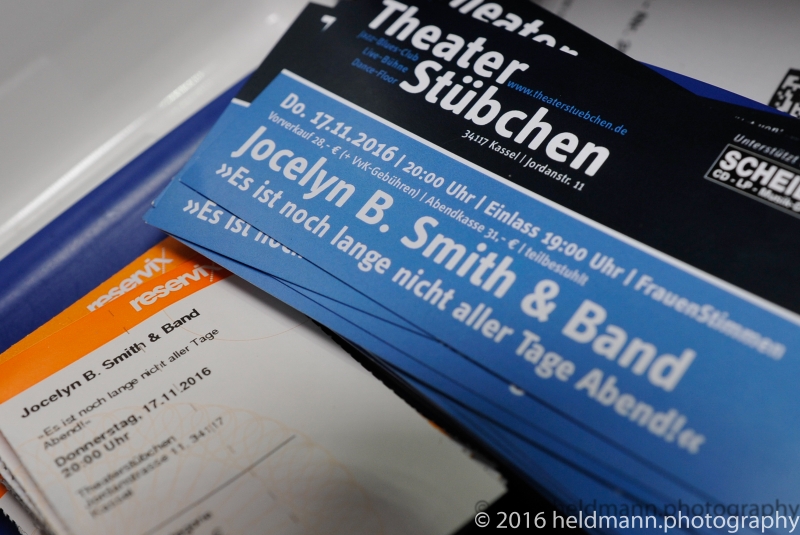 Theater
Theater
Stübchen
Jazz-Blues-Club
Live-Bühne
Dance-Floor
www.theaterstuebchen.de
34117 Kassel | Jordanstr. 11
Unterstützt
Do. 17.11.2016 | 20:00 Uhr | Einlass 19:00 Uhr | FrauenStimmen
Vorverkauf 28,- € (+ VVK-Gebühren) | Abendkasse 31,- € | teilbestuhlt
Jocelyn B. Smith & Band
»Es ist noch lange nicht aller Tage Abend!«
»Es ist noch
reservix
reservix
Jocelyn B. Smith & Band
»Es ist noch lange nicht aller Tage
Abend!«
Donnerstag, 17.11.2016
20:00 Uhr
Theaterstübchen
Jordanstrasse 11, 34117
Kassel
© 2016 heldmann.photography